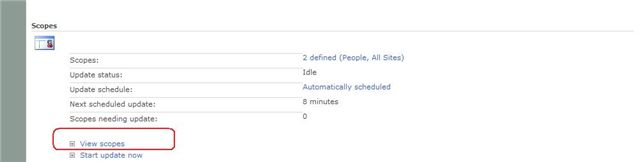 Scopes
Scopes: 2 defined (People, All Sites)
Update status: Idle
Update schedule: Automatically scheduled
Next scheduled update: 8 minutes
Scopes needing update: 0
View scopes
Start update now